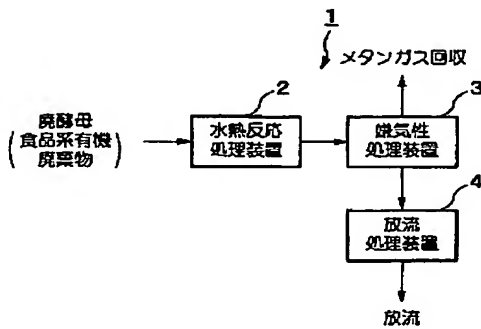 1
メタンガス回収
2
3
廃酵母
(食品系有機
廃棄物)
水熱反応
処理装置
嫌気性
処理装置
4
放流
処理装置
放流